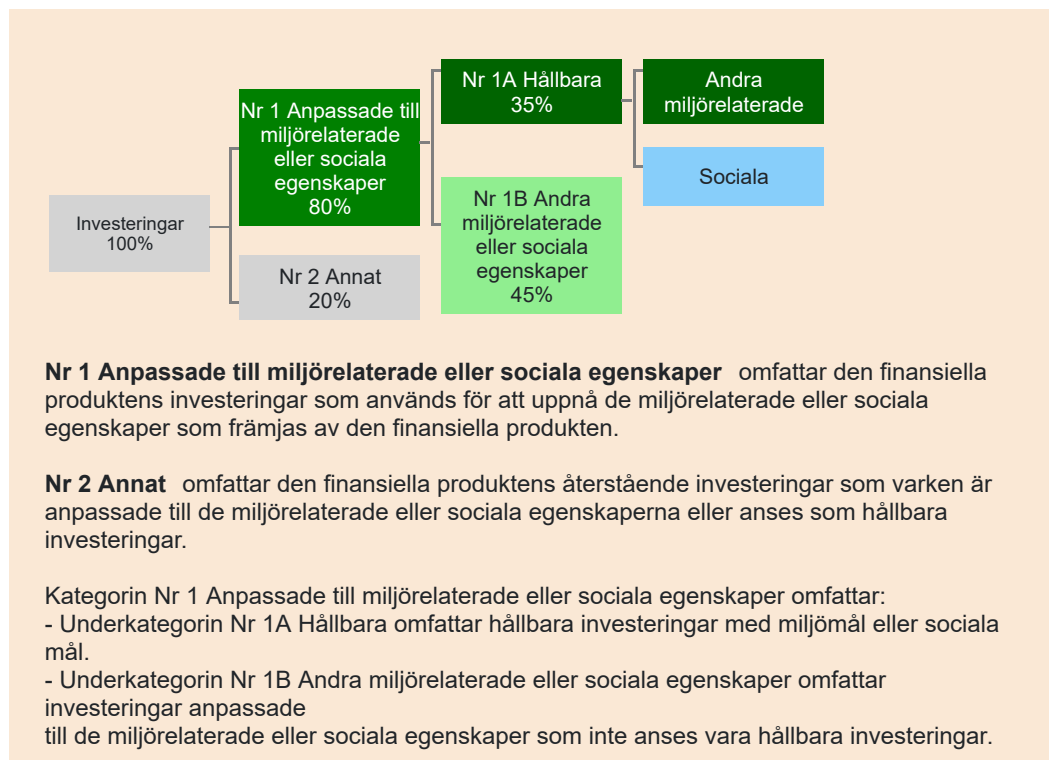 Investeringar
100%
Nr 1 Anpassade till
miljörelaterade
eller sociala
egenskaper
80%
Nr 2 Annat
20%
Nr 1A Hållbara
35%
Nr 1B Andra
miljörelaterade
eller sociala
egenskaper
45%
Andra
miljörelaterade
Sociala
Nr 1 Anpassade till miljörelaterade eller sociala egenskaper omfattar den finansiella
produktens investeringar som används för att uppnå de miljörelaterade eller sociala
egenskaper som främjas av den finansiella produkten.
Nr 2 Annat omfattar den finansiella produktens återstående investeringar som varken är
anpassade till de miljörelaterade eller sociala egenskaperna eller anses som hållbara
investeringar.
Kategorin Nr 1 Anpassade till miljörelaterade eller sociala egenskaper omfattar:
- Underkategorin Nr 1A Hållbara omfattar hållbara investeringar med miljömål eller sociala
mål.
- Underkategorin Nr 1B Andra miljörelaterade eller sociala egenskaper omfattar
investeringar anpassade
till de miljörelaterade eller sociala egenskaper som inte anses vara hållbara investeringar.